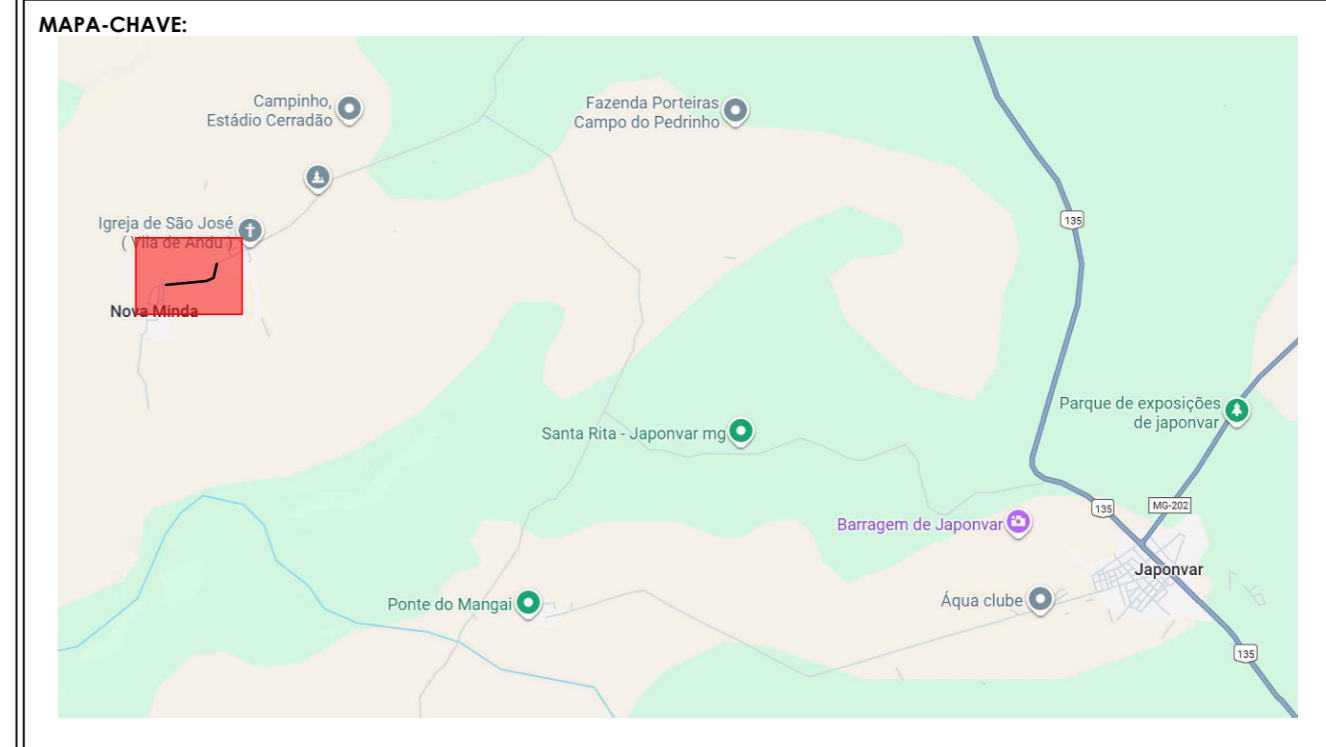 MAPA-CHAVE:
Campinho,
Estádio Cerradão
Fazenda Porteiras
Campo do Pedrinho
Igreja de São José
( Vila de Andu )
135
Nova Minda
Parque de exposições
de japonvar
Santa Rita - Japonvar mg
135
MG-202
Barragem de Japonvar
Japonvar
Ponte do Mangai
Áqua clube
135